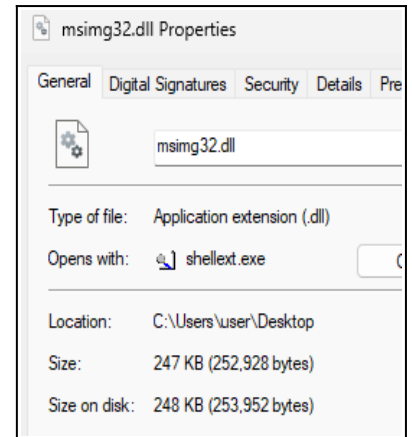 msimg32.dll Properties
General Digital Signatures Security Details Pre
msimg32.dll
Type of file: Application extension (.dll)
Opens with: shellext.exe
Location: C:\Users\user\Desktop
Size: 247 KB (252,928 bytes)
Size on disk: 248 KB (253,952 bytes)